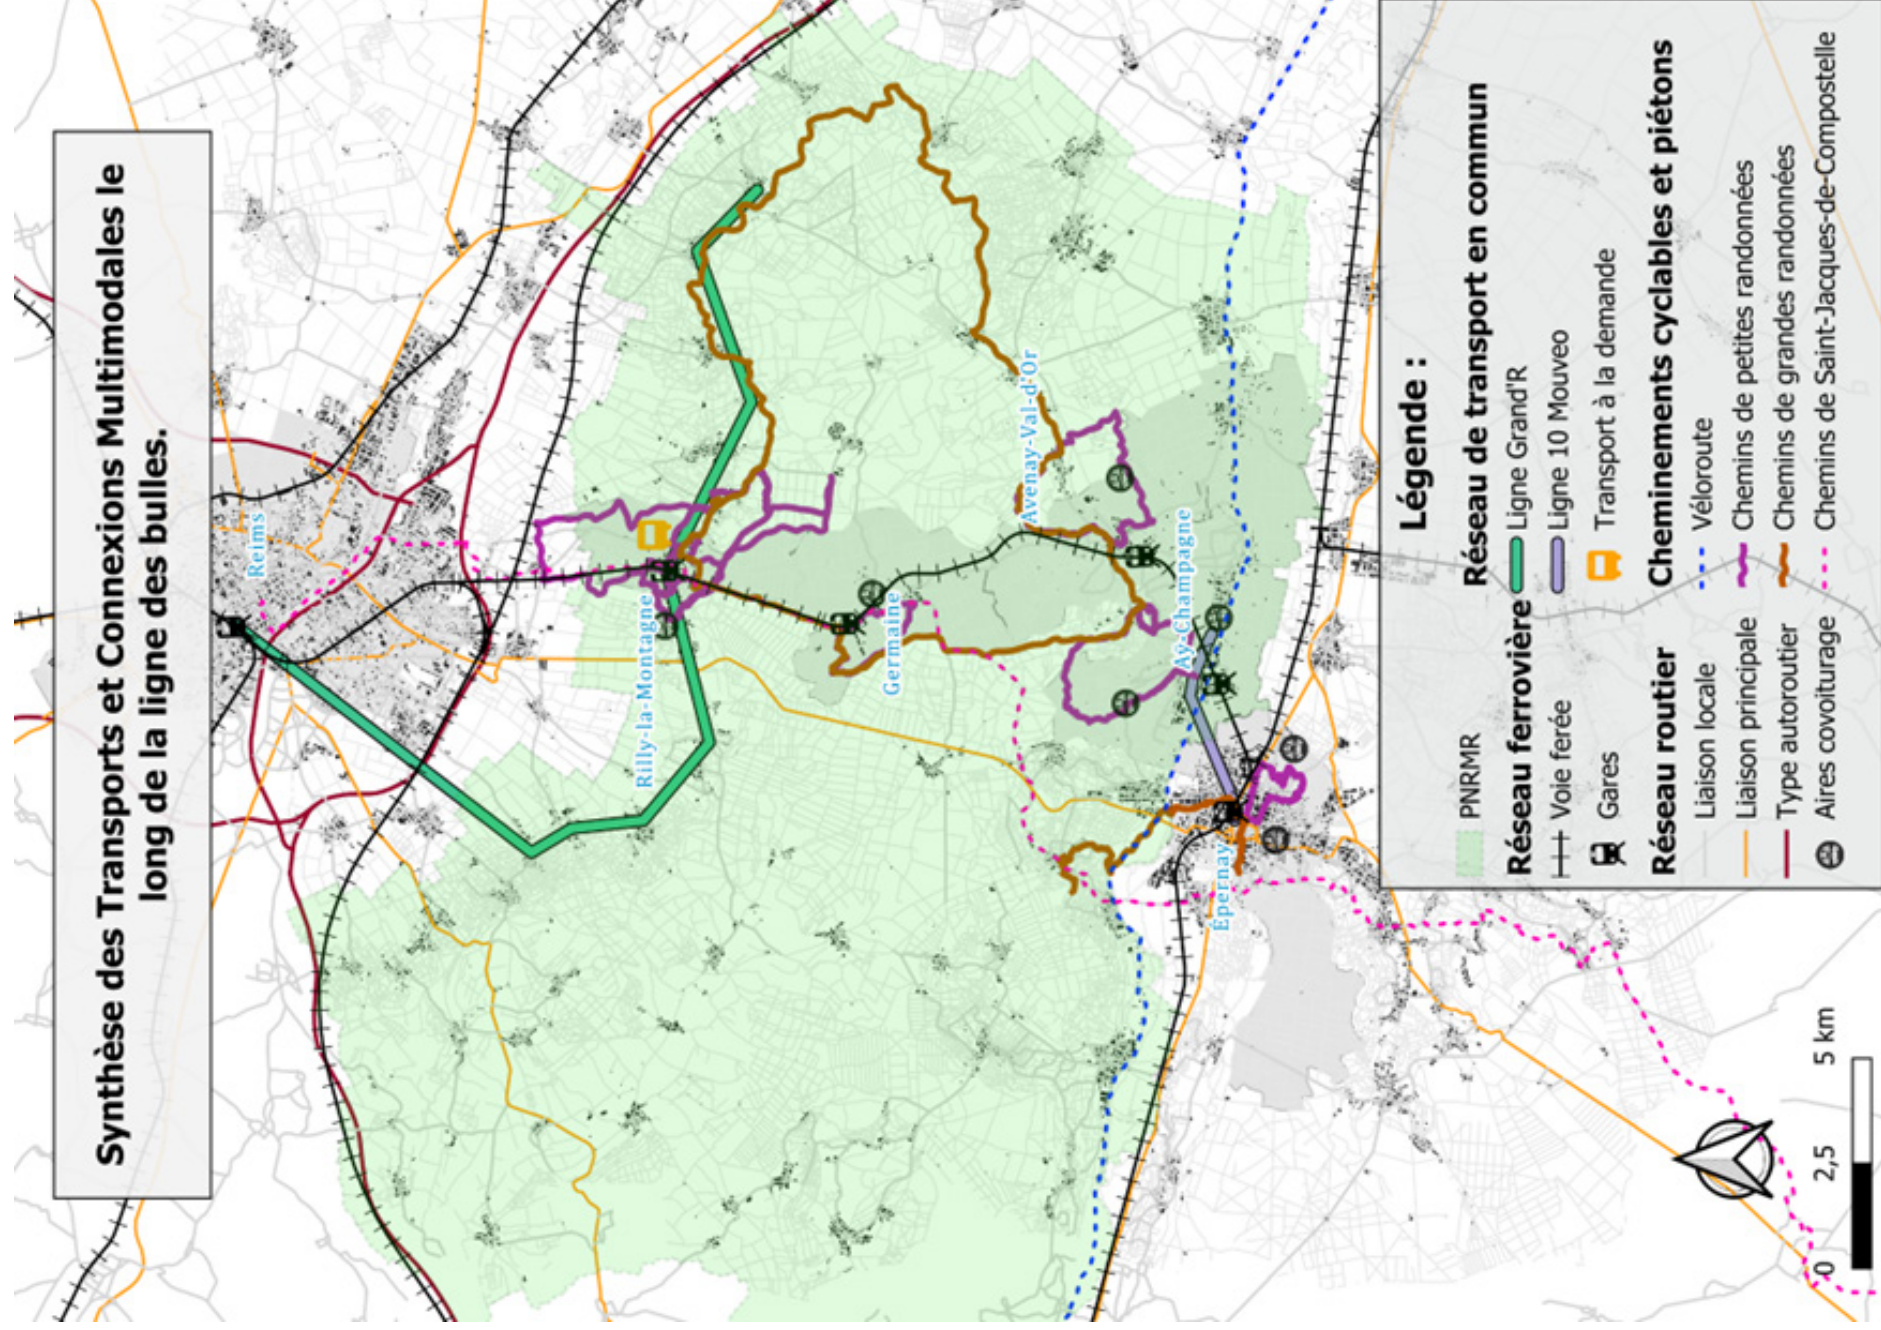 Synthèse des Transports et Connexions Multimodales le
long de la ligne des bulles.
Reims
Rilly-la-Montagne
Germaine
Avenay-Val-d'Or
Aÿ-Champagne
Épernay
Légende :
PNRMR
Réseau ferrovière
Voie ferée
Gares
Réseau routier
Liaison locale
Liaison principale
Type autoroutier
Aires covoiturage
Réseau de transport en commun
Ligne Grand'R
Ligne 10 Mouveo
Transport à la demande
Cheminements cyclables et piétons
Véloroute
Chemins de petites randonnées
Chemins de grandes randonnées
Chemins de Saint-Jacques-de-Compostelle
0 2,5 5 km